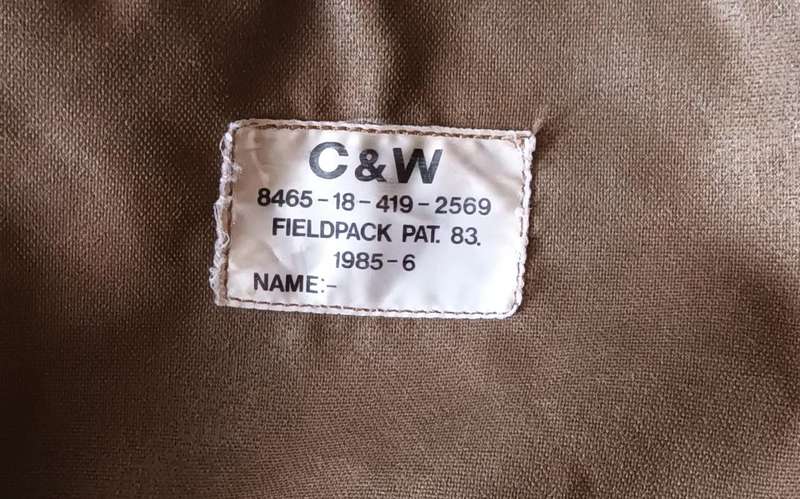 C & W
8465-18-419-2569
FIELDPACK PAT. 83.
1985-6
NAME:-